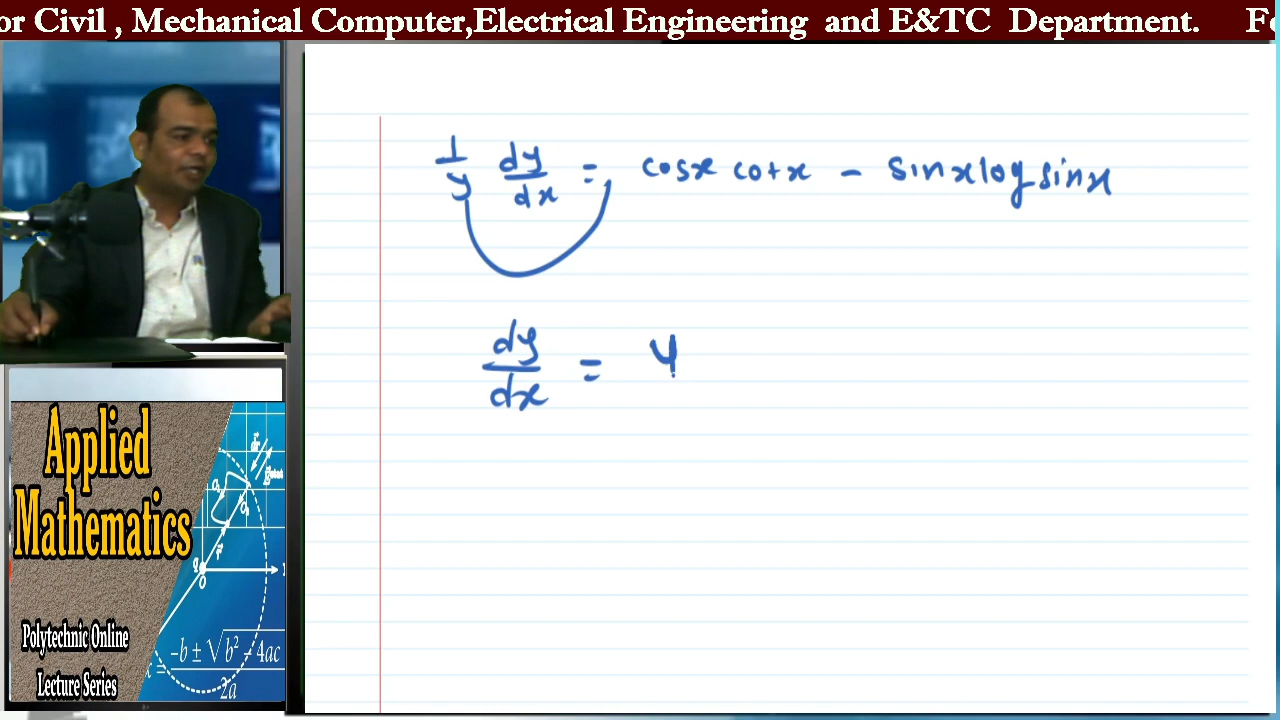 or Civil , Mechanical Computer,Electrical Engineering and E&TC Department. Fo
1/y dy/dx = cosx cotx - sinx log sinx
dy/dx = y
Applied
Mathematics
Polytechnic Online
Lecture Series
x = -b ± √b² - 4ac / 2a